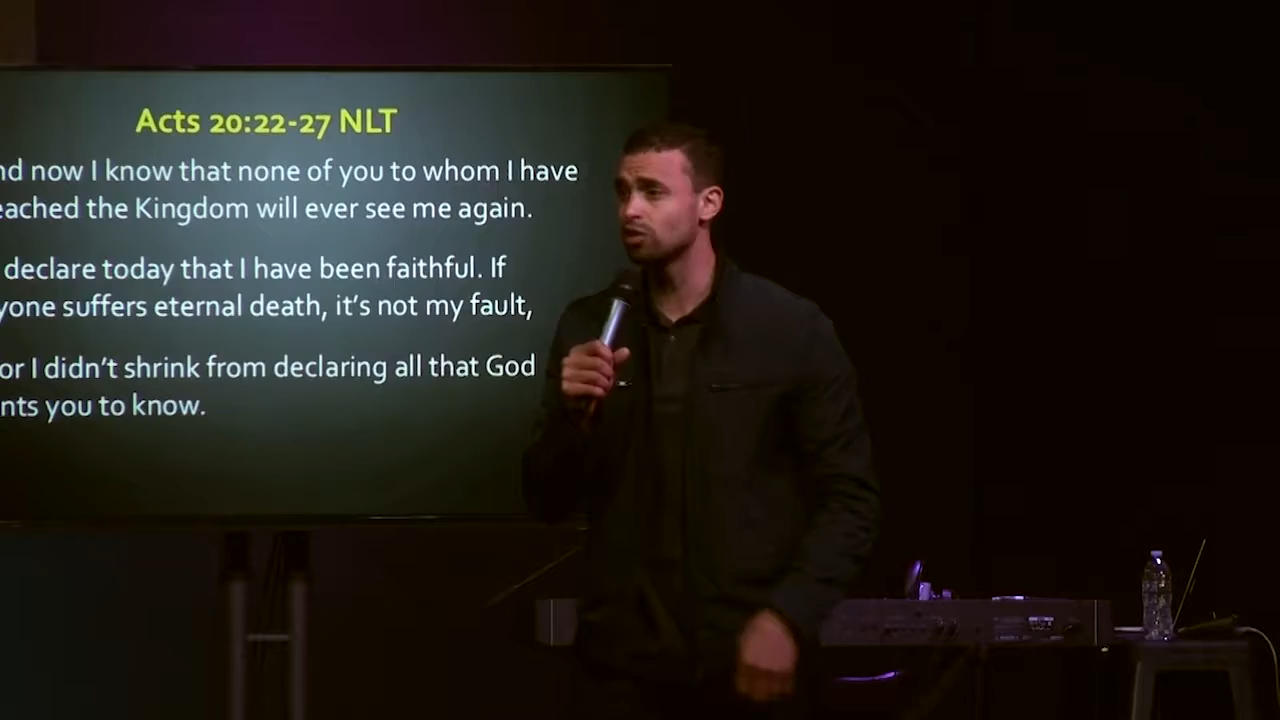 Acts 20:22-27 NLT
nd now I know that none of you to whom I have
eached the Kingdom will ever see me again.
declare today that I have been faithful. If
yone suffers eternal death, it's not my fault,
or I didn't shrink from declaring all that God
nts you to know.